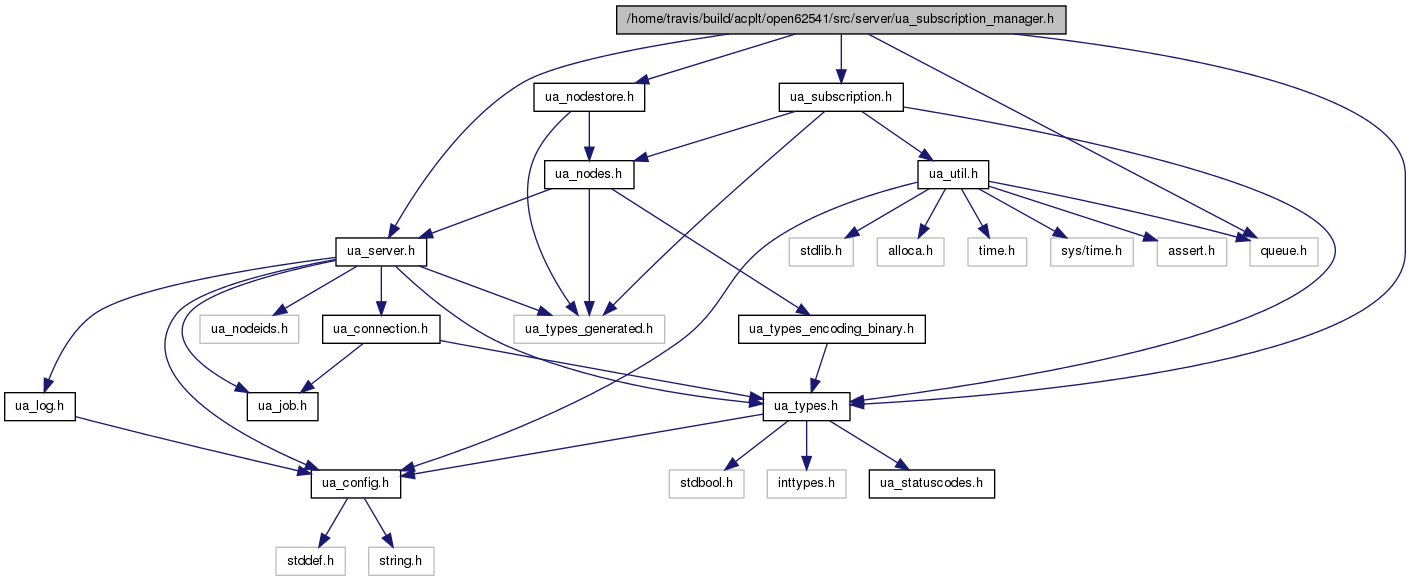 /home/travis/build/acplt/open62541/src/server/ua_subscription_manager.h
ua_nodestore.h
ua_subscription.h
ua_nodes.h
ua_util.h
ua_server.h
stdlib.h
alloca.h
time.h
sys/time.h
assert.h
queue.h
ua_nodeids.h
ua_connection.h
ua_types_generated.h
ua_types_encoding_binary.h
ua_log.h
ua_job.h
ua_types.h
ua_config.h
stdbool.h
inttypes.h
ua_statuscodes.h
stddef.h
string.h